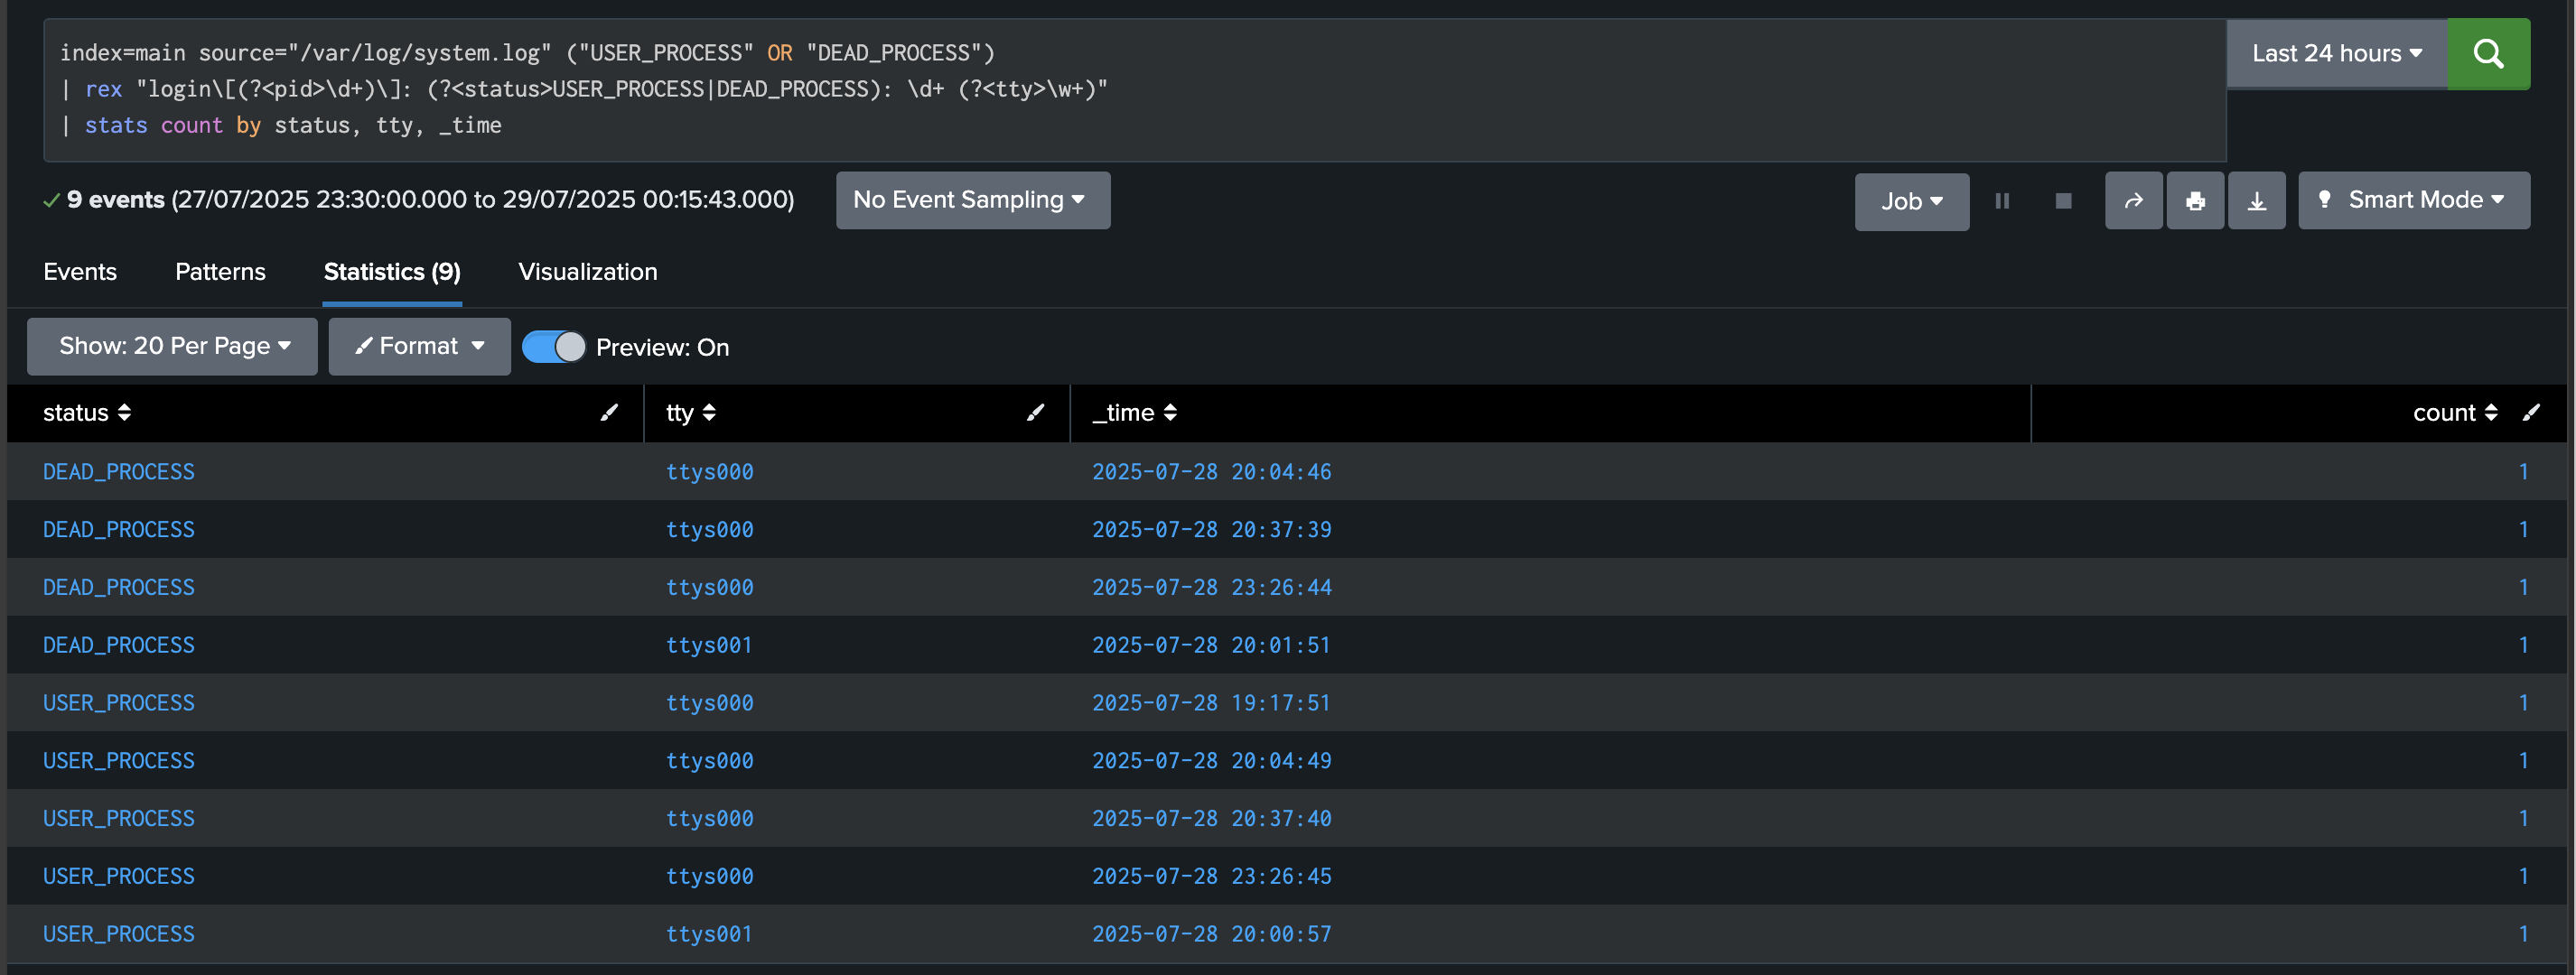 index=main source="/var/log/system.log" ("USER_PROCESS" OR "DEAD_PROCESS")
| rex "login\[(?<pid>\d+)\]: (?<status>USER_PROCESS|DEAD_PROCESS): \d+ (?<tty>\w+)"
| stats count by status, tty, _time
Last 24 hours
9 events (27/07/2025 23:30:00.000 to 29/07/2025 00:15:43.000)
No Event Sampling
Job
Smart Mode
Events Patterns Statistics (9) Visualization
Show: 20 Per Page Format Preview: On
status tty _time count
DEAD_PROCESS ttys000 2025-07-28 20:04:46 1
DEAD_PROCESS ttys000 2025-07-28 20:37:39 1
DEAD_PROCESS ttys000 2025-07-28 23:26:44 1
DEAD_PROCESS ttys001 2025-07-28 20:01:51 1
USER_PROCESS ttys000 2025-07-28 19:17:51 1
USER_PROCESS ttys000 2025-07-28 20:04:49 1
USER_PROCESS ttys000 2025-07-28 20:37:40 1
USER_PROCESS ttys000 2025-07-28 23:26:45 1
USER_PROCESS ttys001 2025-07-28 20:00:57 1